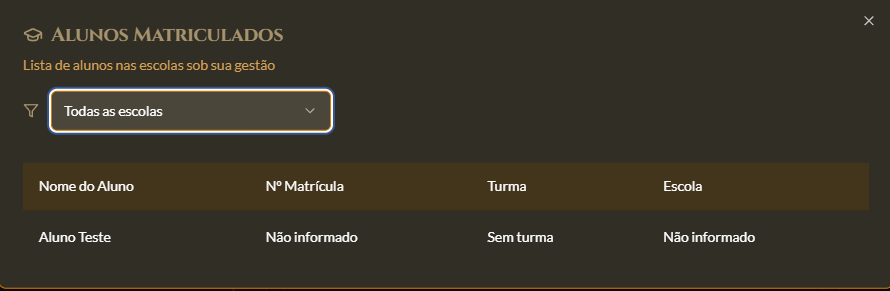 Alunos Matriculados
Lista de alunos nas escolas sob sua gestão
Todas as escolas
Nome do Aluno Nº Matrícula Turma Escola
Aluno Teste Não informado Sem turma Não informado